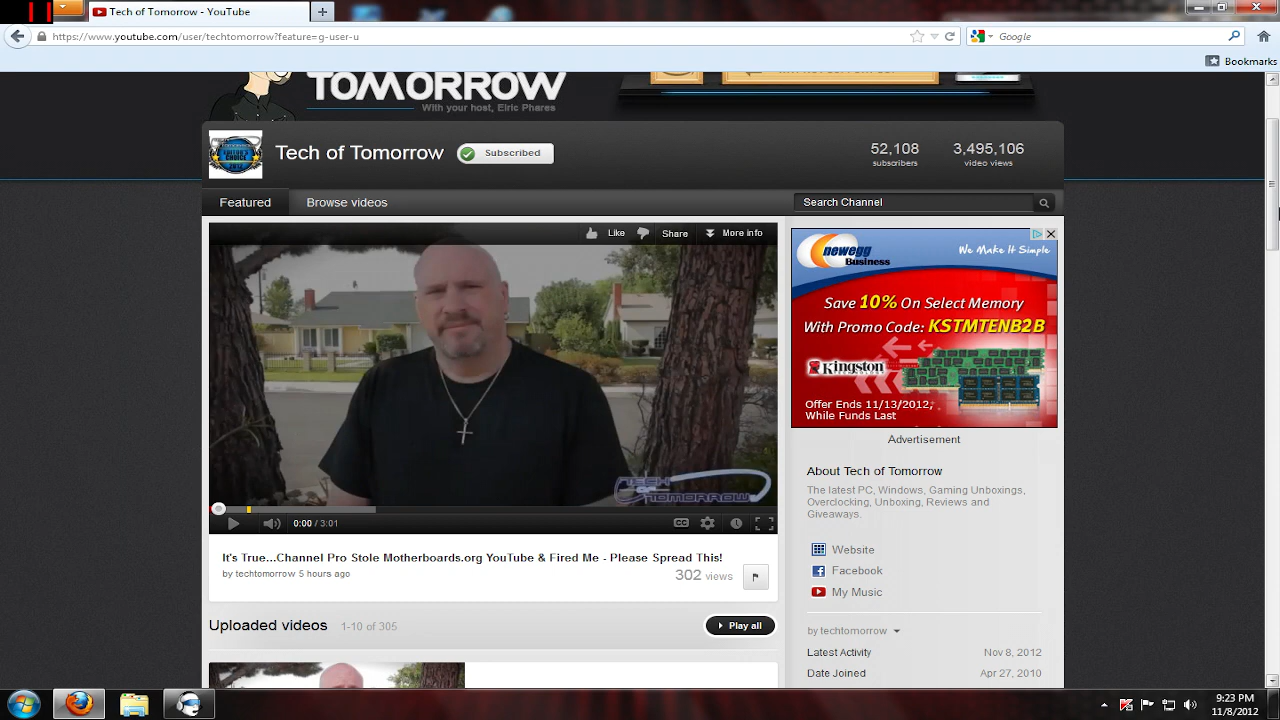 Tech of Tomorrow - YouTube
https://www.youtube.com/user/techtomorrow?feature=g-user-u
Google
Bookmarks
TOMORROW
With your host, Elric Phares
Tech of Tomorrow
Subscribed
52,108
subscribers
3,495,106
video views
Featured
Browse videos
Search Channel
Like
Share
More info
newegg
Business
We Make It Simple
Save 10% On Select Memory
With Promo Code: KSTMTENB2B
Kingston
Offer Ends 11/13/2012,
While Funds Last
Advertisement
TECH
OF TOMORROW
0:00 / 3:01
CC
It's True...Channel Pro Stole Motherboards.org YouTube & Fired Me - Please Spread This!
by techtomorrow 5 hours ago
302 views
About Tech of Tomorrow
The latest PC, Windows, Gaming Unboxings,
Overclocking, Unboxing, Reviews and
Giveaways.
Website
Facebook
My Music
Uploaded videos
1-10 of 305
Play all
by techtomorrow
Latest Activity
Nov 8, 2012
Date Joined
Apr 27, 2010
9:23 PM
11/8/2012